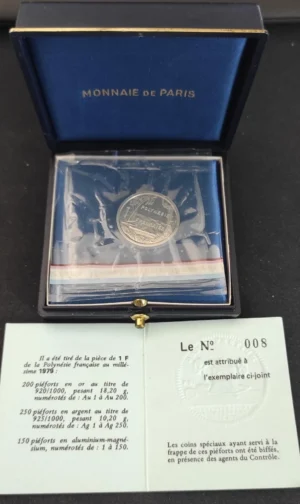 MONNAIE DE PARIS
Il a été tiré de la pièce de 1 F
de la Polynésie française au millé-
sime 1979 :
200 piéforts en or au titre de
920/1000, pesant 18,20 g,
numérotés de : Au 1 à Au 200.
250 piéforts en argent au titre de
925/1000, pesant 10,20 g,
numérotés de : Ag 1 à Ag 250.
150 piéforts en aluminium-magné-
sium, numérotés de : 1 à 150.
Le Nº 008
est attribué à
l'exemplaire ci-joint
Les coins spéciaux ayant servi à la
frappe de ces piéforts ont été biffés,
en présence des agents du Contrôle.